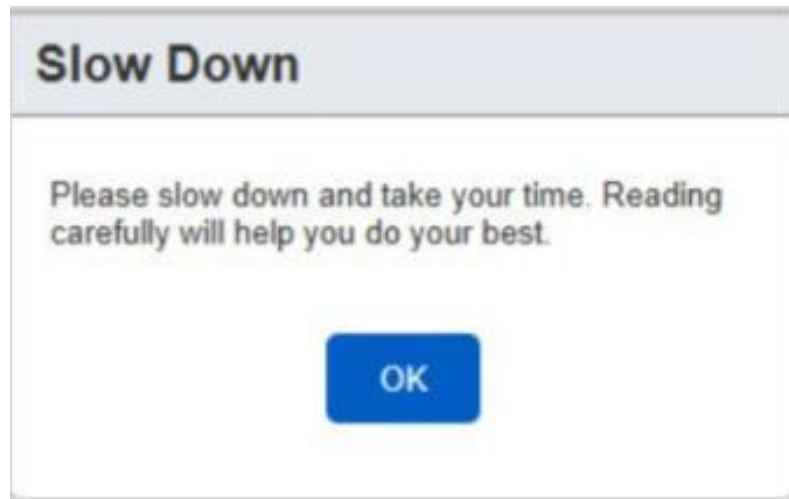 Slow Down
Please slow down and take your time. Reading
carefully will help you do your best.
OK